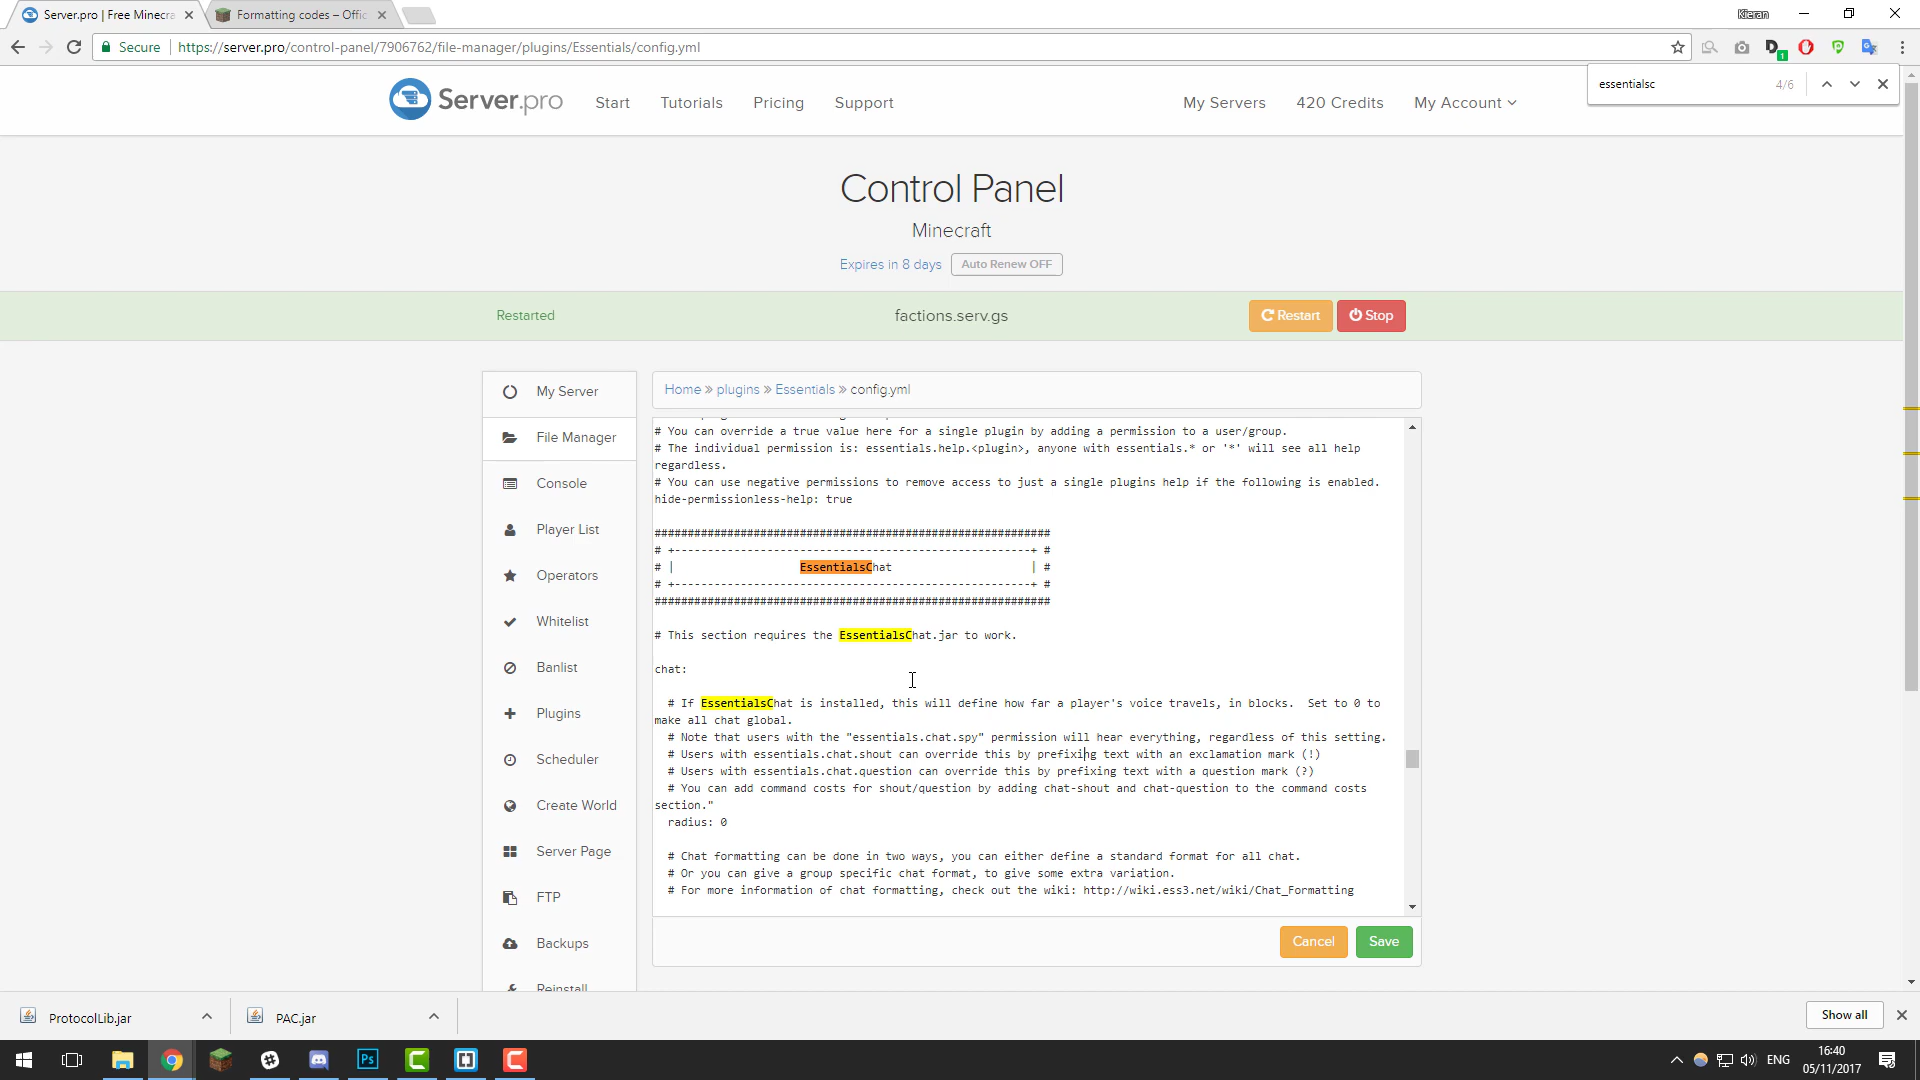 Server.pro | Free Minecra
Formatting codes – Offic
Kieran
Secure
https://server.pro/control-panel/7906762/file-manager/plugins/Essentials/config.yml
essentialsc
4/6
Server.pro
Start
Tutorials
Pricing
Support
My Servers
420 Credits
My Account
Control Panel
Minecraft
Expires in 8 days
Auto Renew OFF
Restarted
factions.serv.gs
Restart
Stop
My Server
File Manager
Console
Player List
Operators
Whitelist
Banlist
Plugins
Scheduler
Create World
Server Page
FTP
Backups
Reinstall
Home » plugins » Essentials » config.yml
# You can override a true value here for a single plugin by adding a permission to a user/group.
# The individual permission is: essentials.help.<plugin>, anyone with essentials.* or '*' will see all help
regardless.
# You can use negative permissions to remove access to just a single plugins help if the following is enabled.
hide-permissionless-help: true
############################################################
# +------------------------------------------------------+ #
# |                   EssentialsChat                     | #
# +------------------------------------------------------+ #
############################################################
# This section requires the EssentialsChat.jar to work.
chat:
# If EssentialsChat is installed, this will define how far a player's voice travels, in blocks.  Set to 0 to
make all chat global.
# Note that users with the "essentials.chat.spy" permission will hear everything, regardless of this setting.
# Users with essentials.chat.shout can override this by prefixing text with an exclamation mark (!)
# Users with essentials.chat.question can override this by prefixing text with a question mark (?)
# You can add command costs for shout/question by adding chat-shout and chat-question to the command costs
section."
radius: 0
# Chat formatting can be done in two ways, you can either define a standard format for all chat.
# Or you can give a group specific chat format, to give some extra variation.
# For more information of chat formatting, check out the wiki: http://wiki.ess3.net/wiki/Chat_Formatting
Cancel
Save
ProtocolLib.jar
PAC.jar
Show all
Ps
ENG
16:40
05/11/2017